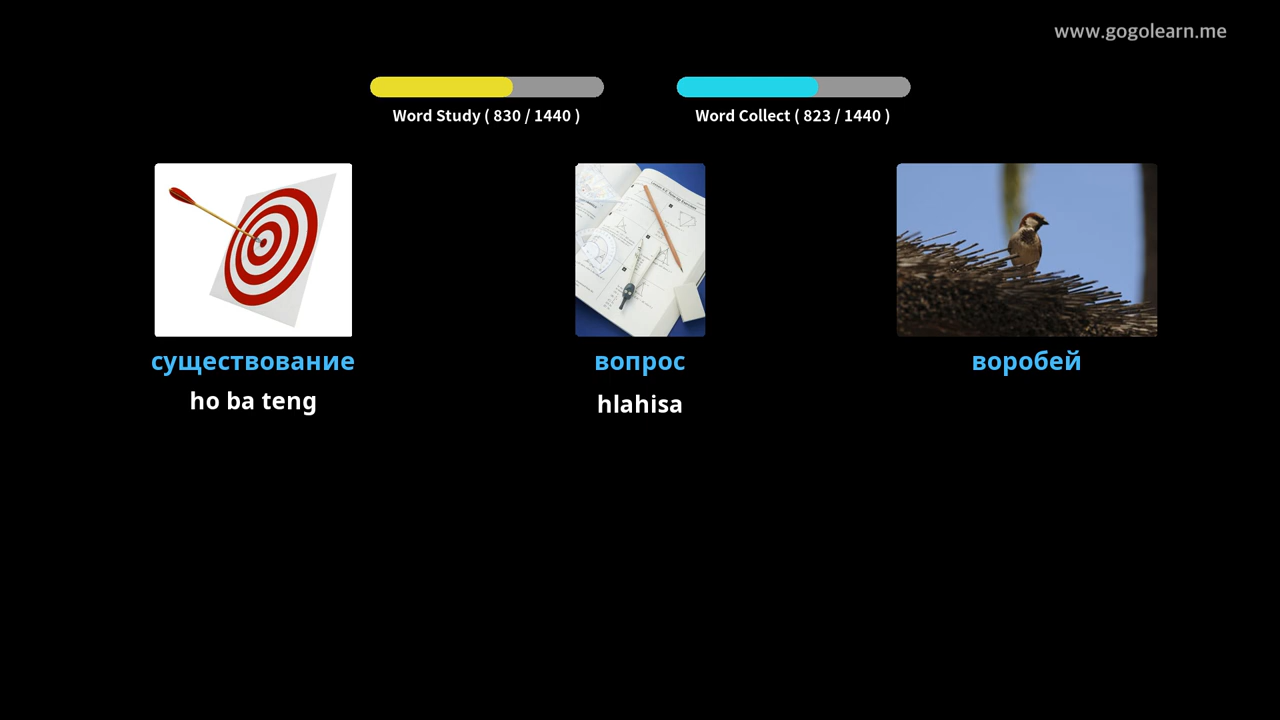 www.gogolearn.me
Word Study ( 830 / 1440 )
Word Collect ( 823 / 1440 )
существование
вопрос
воробей
ho ba teng
hlahisa